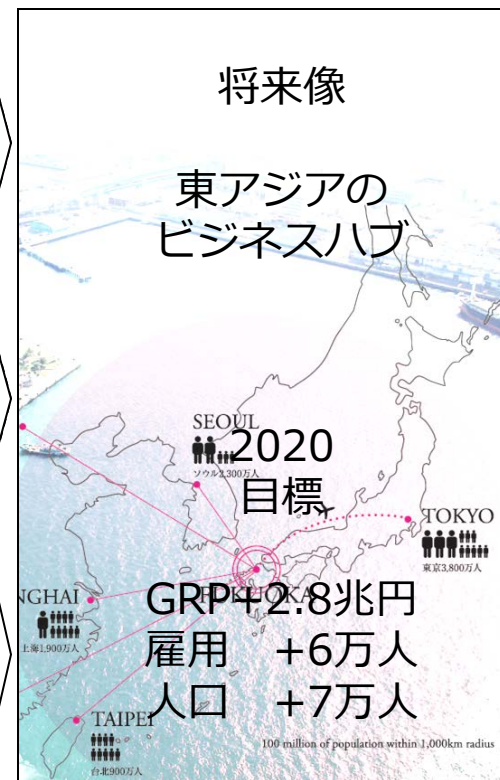 将来像
東アジアの
ビジネスハブ
SEOUL
ソウル2,300万人
2020
目標
TOKYO
東京3,800万人
FUKUOKA
GRP+2.8兆円
NGHAI
上海1,900万人
雇用 +6万人
人口 +7万人
TAIPEI
台北900万人
100 million of population within 1,000km radius